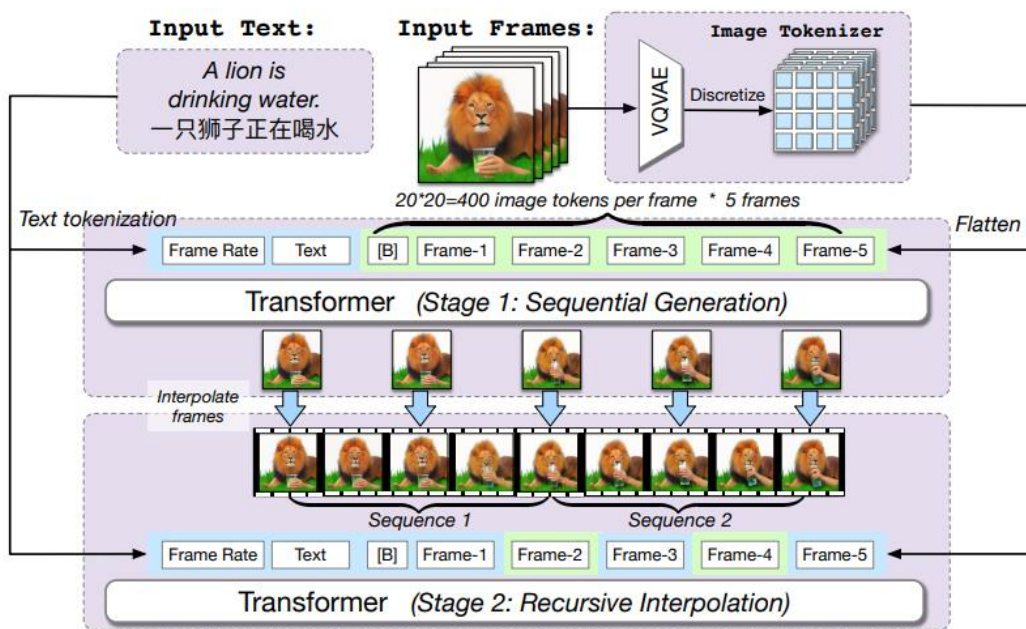 Input Text:
A lion is
drinking water.
一只狮子正在喝水
Input Frames:
Image Tokenizer
VQVAE
Discretize
20*20=400 image tokens per frame * 5 frames
Text tokenization
Flatten
Frame Rate Text [B] Frame-1 Frame-2 Frame-3 Frame-4 Frame-5
Transformer (Stage 1: Sequential Generation)
Interpolate
frames
Sequence 1 Sequence 2
Frame Rate Text [B] Frame-1 Frame-2 Frame-3 Frame-4 Frame-5
Transformer (Stage 2: Recursive Interpolation)